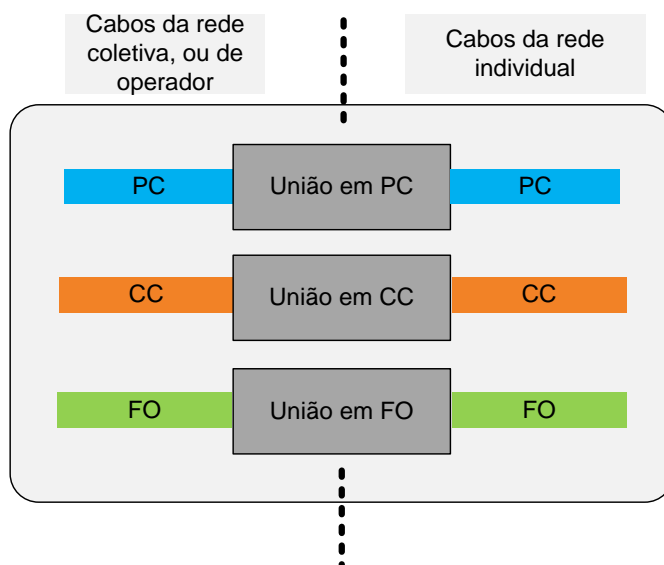 Cabos da rede
coletiva, ou de
operador
Cabos da rede
individual
PC
União em PC
PC
CC
União em CC
CC
FO
União em FO
FO